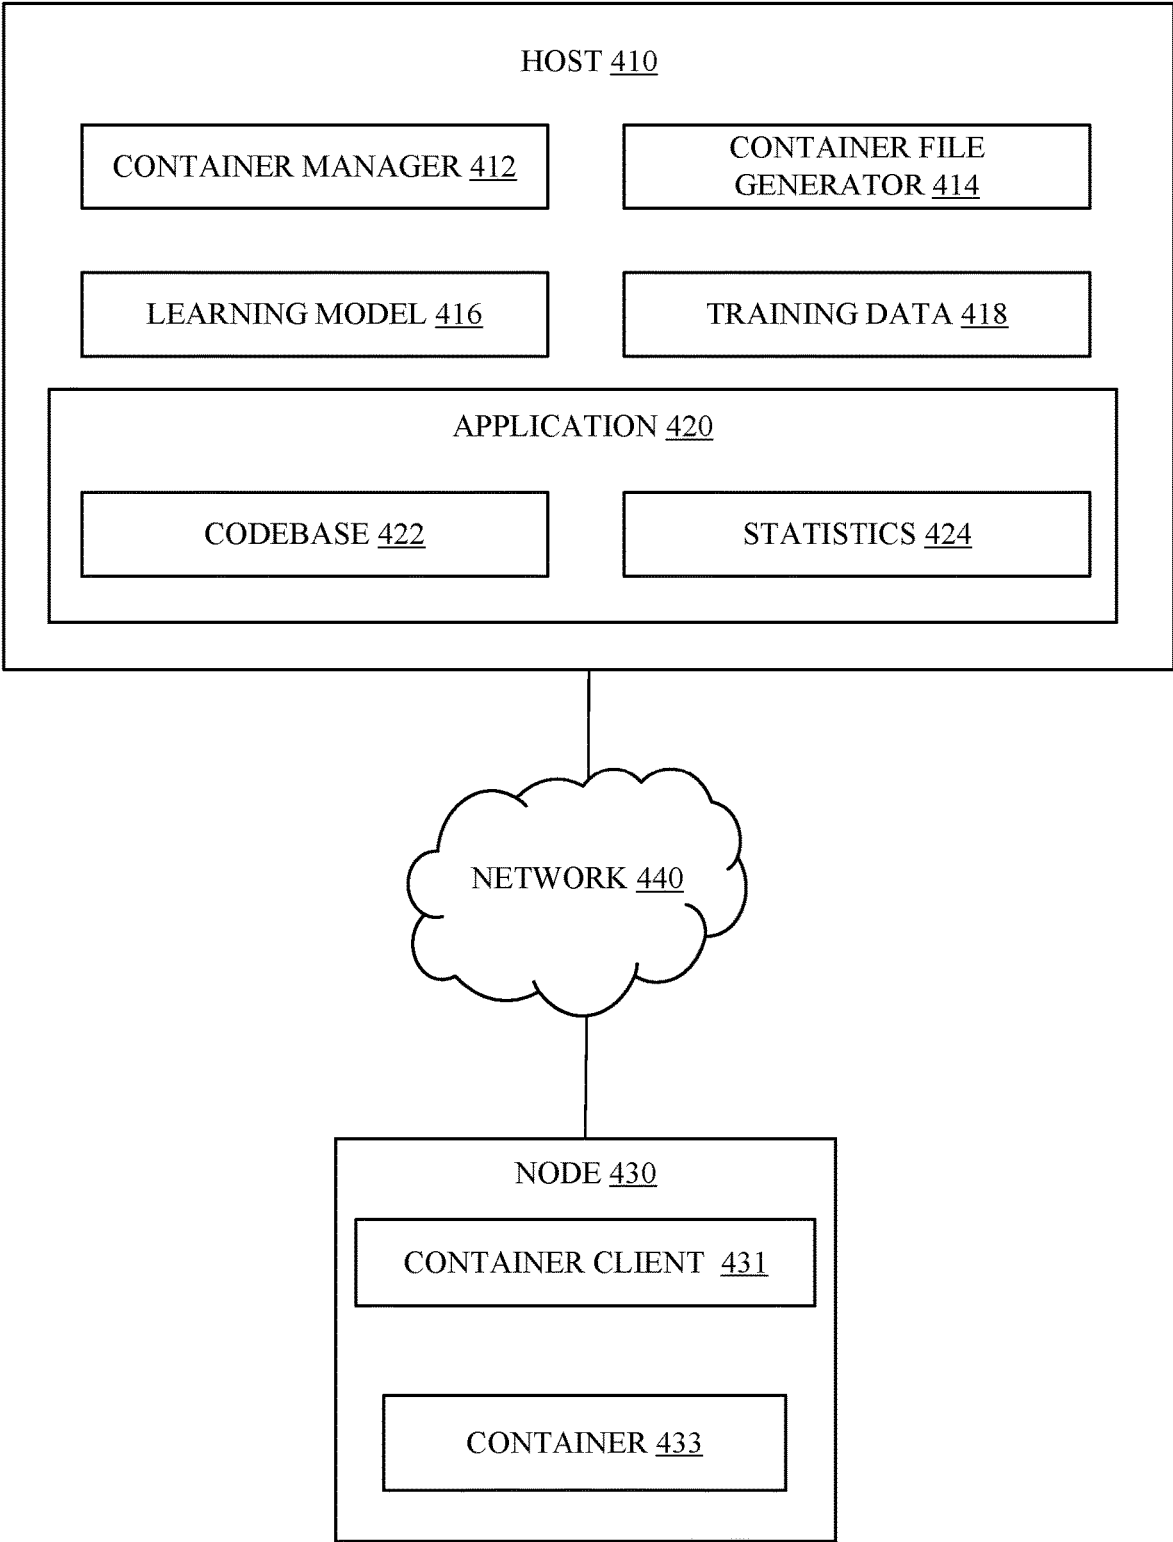 HOST 410
CONTAINER MANAGER 412
CONTAINER FILE
GENERATOR 414
LEARNING MODEL 416
TRAINING DATA 418
APPLICATION 420
CODEBASE 422
STATISTICS 424
NETWORK 440
NODE 430
CONTAINER CLIENT 431
CONTAINER 433